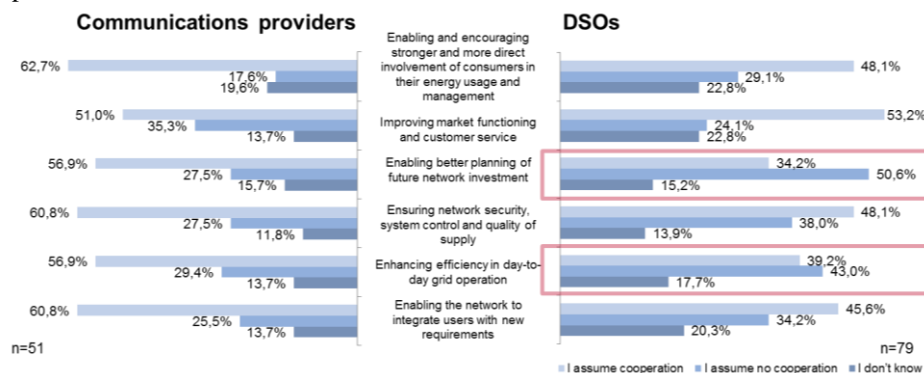 Communications providers
DSOs
Enabling and encouraging
stronger and more direct
involvement of consumers in
their energy usage and
management
62,7%
17,6%
19,6%
48,1%
29,1%
22,8%
Improving market functioning
and customer service
51,0%
35,3%
13,7%
53,2%
24,1%
22,8%
Enabling better planning of
future network investment
56,9%
27,5%
15,7%
34,2%
50,6%
15,2%
Ensuring network security,
system control and quality of
supply
60,8%
27,5%
11,8%
48,1%
38,0%
13,9%
Enhancing efficiency in day-to-
day grid operation
56,9%
29,4%
13,7%
39,2%
43,0%
17,7%
Enabling the network to
integrate users with new
requirements
60,8%
25,5%
13,7%
45,6%
34,2%
20,3%
n=51
n=79
I assume cooperation
I assume no cooperation
I don't know